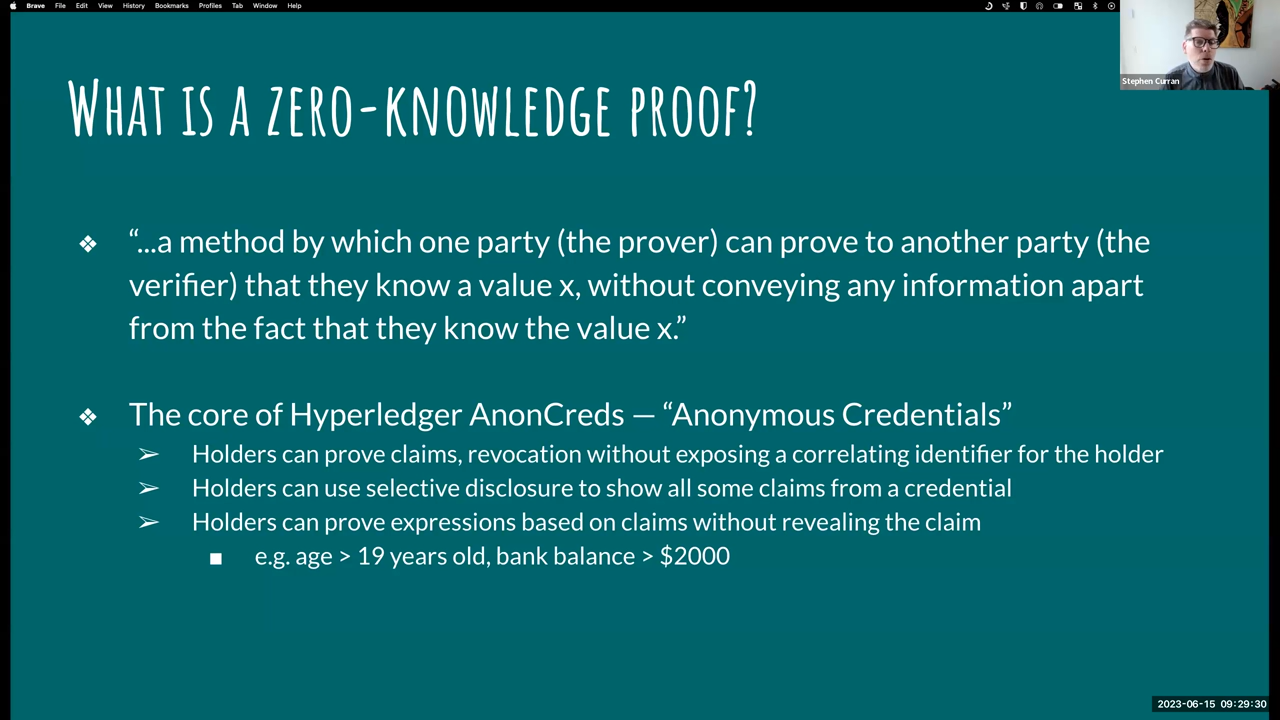 Brave File Edit View History Bookmarks Profiles Tab Window Help
Stephen Curran
WHAT IS A ZERO-KNOWLEDGE PROOF?
❖ “...a method by which one party (the prover) can prove to another party (the
verifier) that they know a value x, without conveying any information apart
from the fact that they know the value x.”
❖ The core of Hyperledger AnonCreds — “Anonymous Credentials”
➢ Holders can prove claims, revocation without exposing a correlating identifier for the holder
➢ Holders can use selective disclosure to show all some claims from a credential
➢ Holders can prove expressions based on claims without revealing the claim
■ e.g. age > 19 years old, bank balance > $2000
2023-06-15 09:29:30